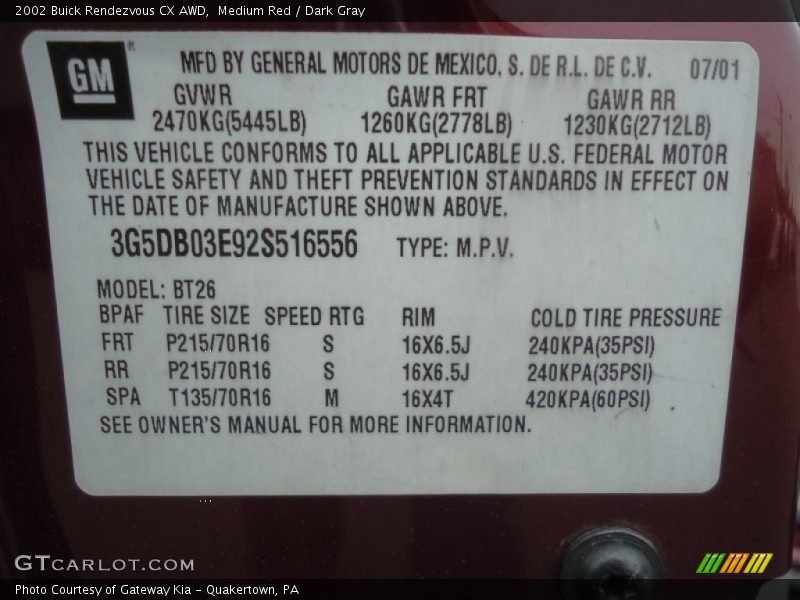 2002 Buick Rendezvous CX AWD,  Medium Red / Dark Gray
GM ® MFD BY GENERAL MOTORS DE MEXICO, S. DE R.L. DE C.V. 07/01
GVWR GAWR FRT GAWR RR
2470KG(5445LB) 1260KG(2778LB) 1230KG(2712LB)
THIS VEHICLE CONFORMS TO ALL APPLICABLE U.S. FEDERAL MOTOR
VEHICLE SAFETY AND THEFT PREVENTION STANDARDS IN EFFECT ON
THE DATE OF MANUFACTURE SHOWN ABOVE.
3G5DB03E92S516556 TYPE: M.P.V.
MODEL: BT26
BPAF TIRE SIZE SPEED RTG RIM COLD TIRE PRESSURE
FRT P215/70R16 S 16X6.5J 240KPA(35PSI)
RR P215/70R16 S 16X6.5J 240KPA(35PSI)
SPA T135/70R16 M 16X4T 420KPA(60PSI)
SEE OWNER'S MANUAL FOR MORE INFORMATION.
GTCARLOT.COM
Photo Courtesy of Gateway Kia - Quakertown, PA